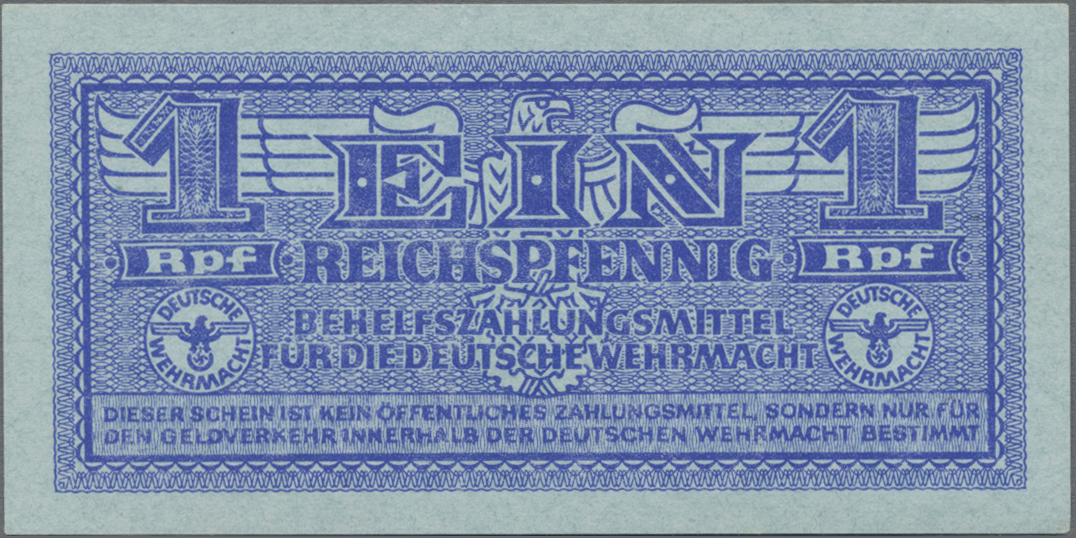 1 EIN 1
Rpf REICHSPFENNIG Rpf
DEUTSCHE WEHRMACHT
BEHELFSZAHLUNGSMITTEL
FÜR DIE DEUTSCHE WEHRMACHT
DEUTSCHE WEHRMACHT
DIESER SCHEIN IST KEIN ÖFFENTLICHES ZAHLUNGSMITTEL, SONDERN NUR FÜR
DEN GELDVERKEHR INNERHALB DER DEUTSCHEN WEHRMACHT BESTIMMT